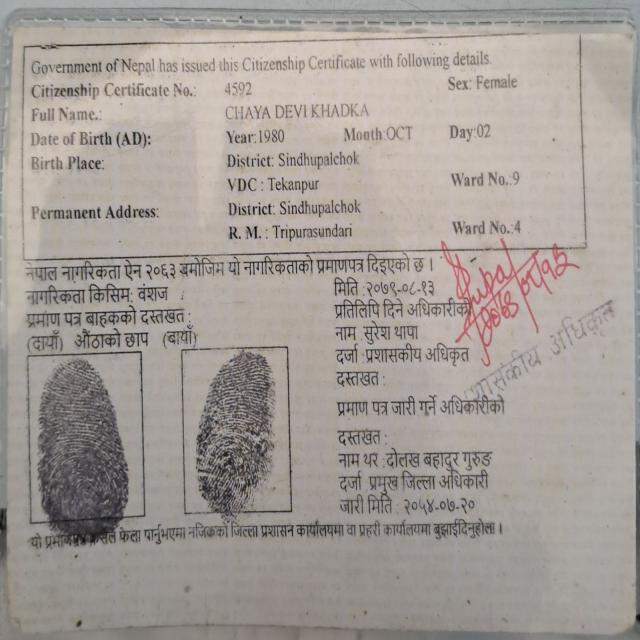 Government of Nepal has issued this Citizenship Certificate with following details.
Citizenship Certificate No.: 4592 Sex: Female
Full Name.: CHAYA DEVI KHADKA
Date of Birth (AD): Year:1980 Month:OCT Day:02
Birth Place: District: Sindhupalchok
VDC : Tekanpur Ward No.:9
Permanent Address: District: Sindhupalchok
R. M. : Tripurasundari Ward No.:4
नेपाल नागरिकता ऐन २०६३ बमोजिम यो नागरिकताको प्रमाणपत्र दिइएको छ ।
नागरिकता किसिम: वंशज मिति :२०७९-०८-१३
प्रमाण पत्र बाहकको दस्तखत: प्रतिलिपि दिने अधिकारीको
(दायाँ) औंठाको छाप (बायाँ) नाम :सुरेश थापा
दर्जा :प्रशासकीय अधिकृत
प्रशासकीय अधिकृत
दस्तखत :
प्रमाण पत्र जारी गर्ने अधिकारीको
दस्तखत :
नाम थर :दोलख बहादुर गुरुङ
दर्जा प्रमुख जिल्ला अधिकारी
जारी मिति : २०५४-०७-२०
यो प्रमाणपत्र कसैले फेला पार्नुभएमा नजिकको जिल्ला प्रशासन कार्यालयमा वा प्रहरी कार्यालयमा बुझाईदिनुहोला ।